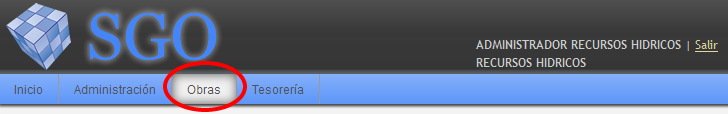 SGO
ADMINISTRADOR RECURSOS HIDRICOS | Salir
RECURSOS HIDRICOS
Inicio Administración Obras Tesorería